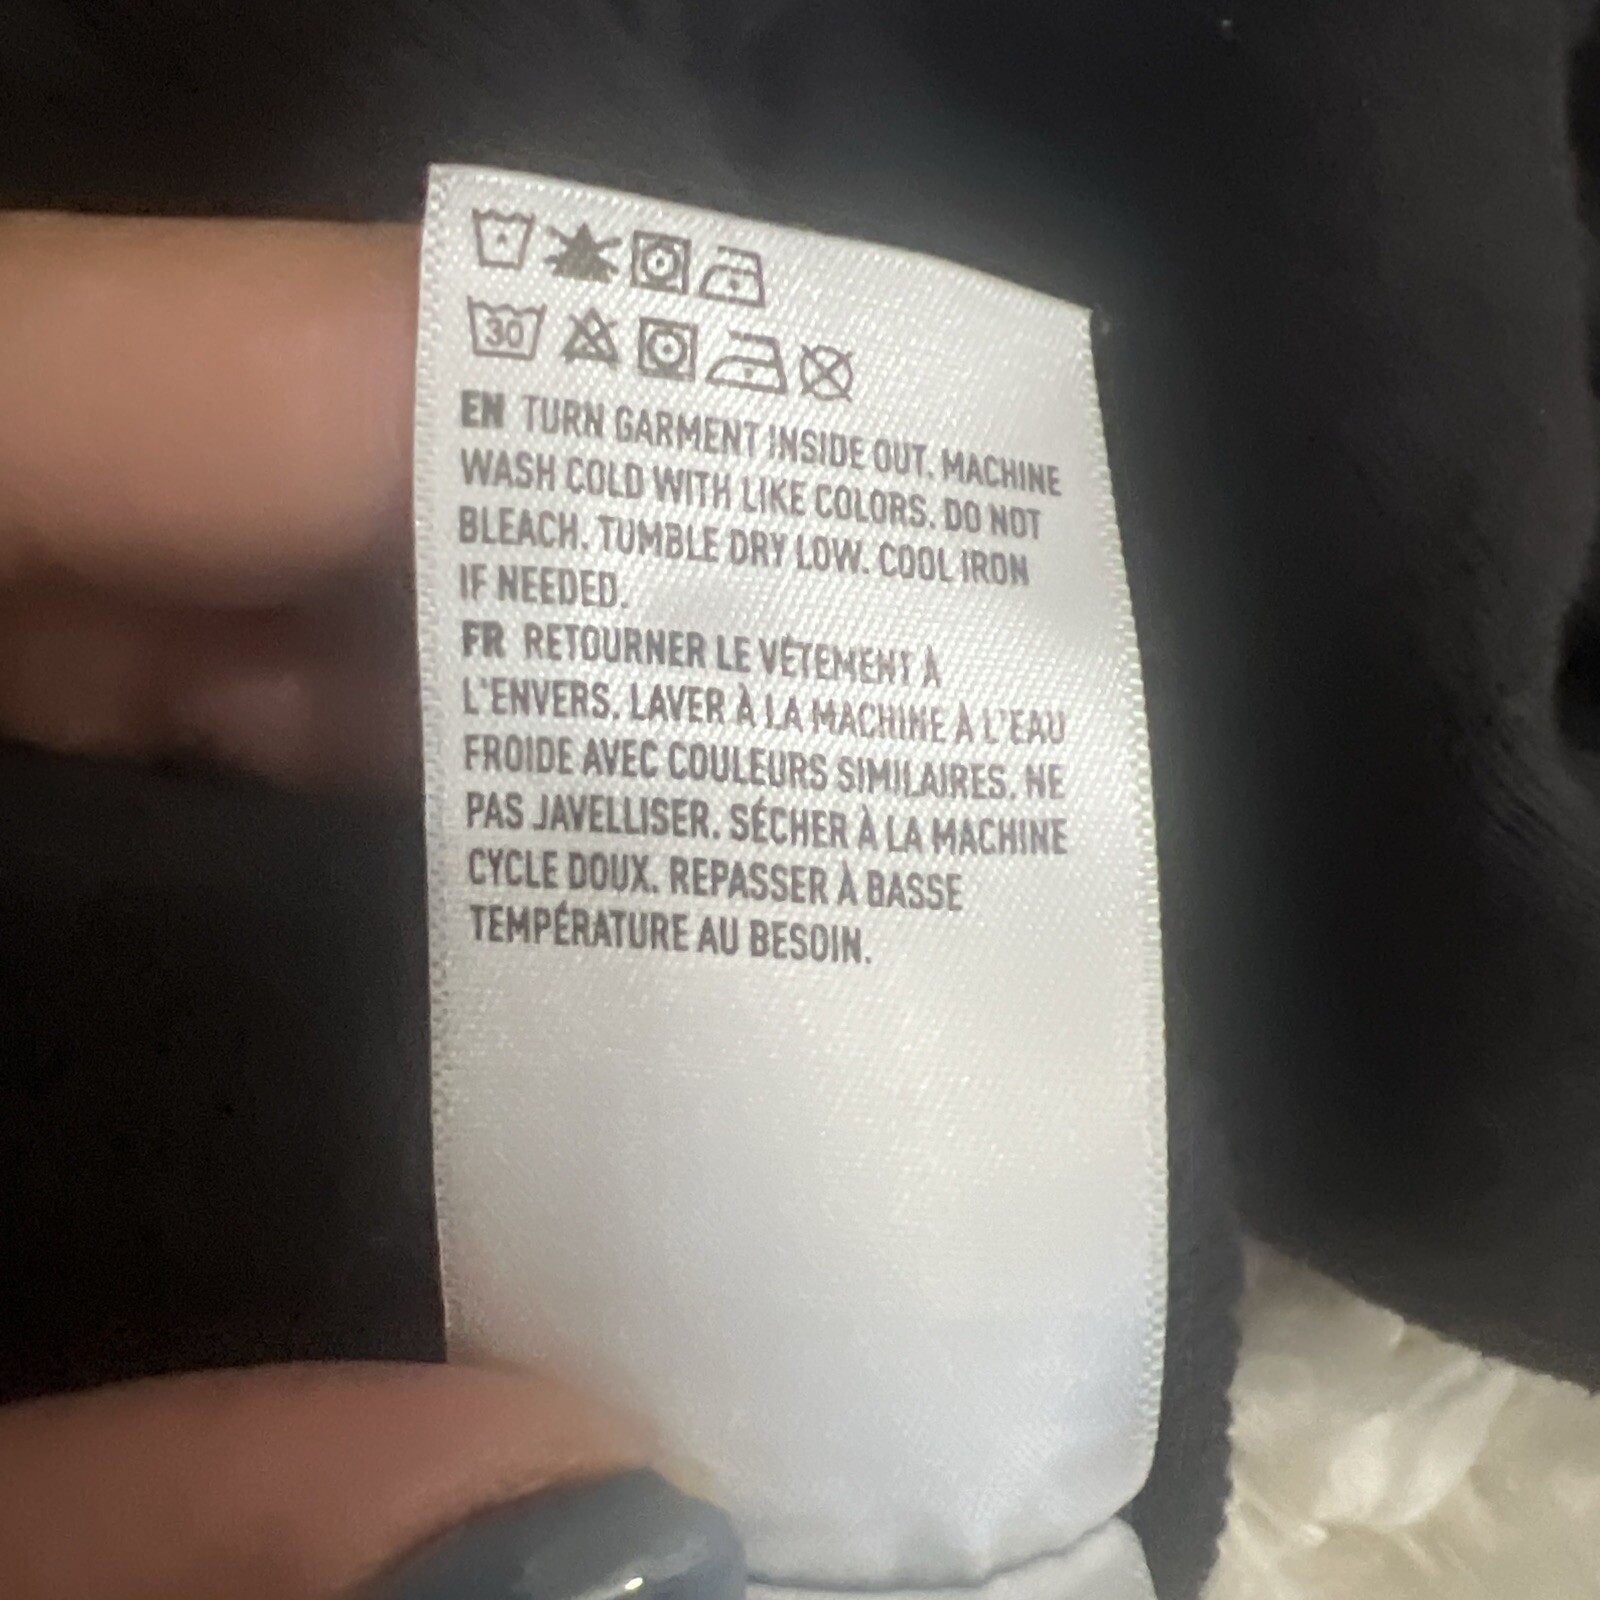 30
EN TURN GARMENT INSIDE OUT. MACHINE
WASH COLD WITH LIKE COLORS. DO NOT
BLEACH. TUMBLE DRY LOW. COOL IRON
IF NEEDED.
FR RETOURNER LE VÉTEMENT À
L'ENVERS. LAVER À LA MACHINE À L'EAU
FROIDE AVEC COULEURS SIMILAIRES. NE
PAS JAVELLISER. SÉCHER À LA MACHINE
CYCLE DOUX. REPASSER À BASSE
TEMPÉRATURE AU BESOIN.